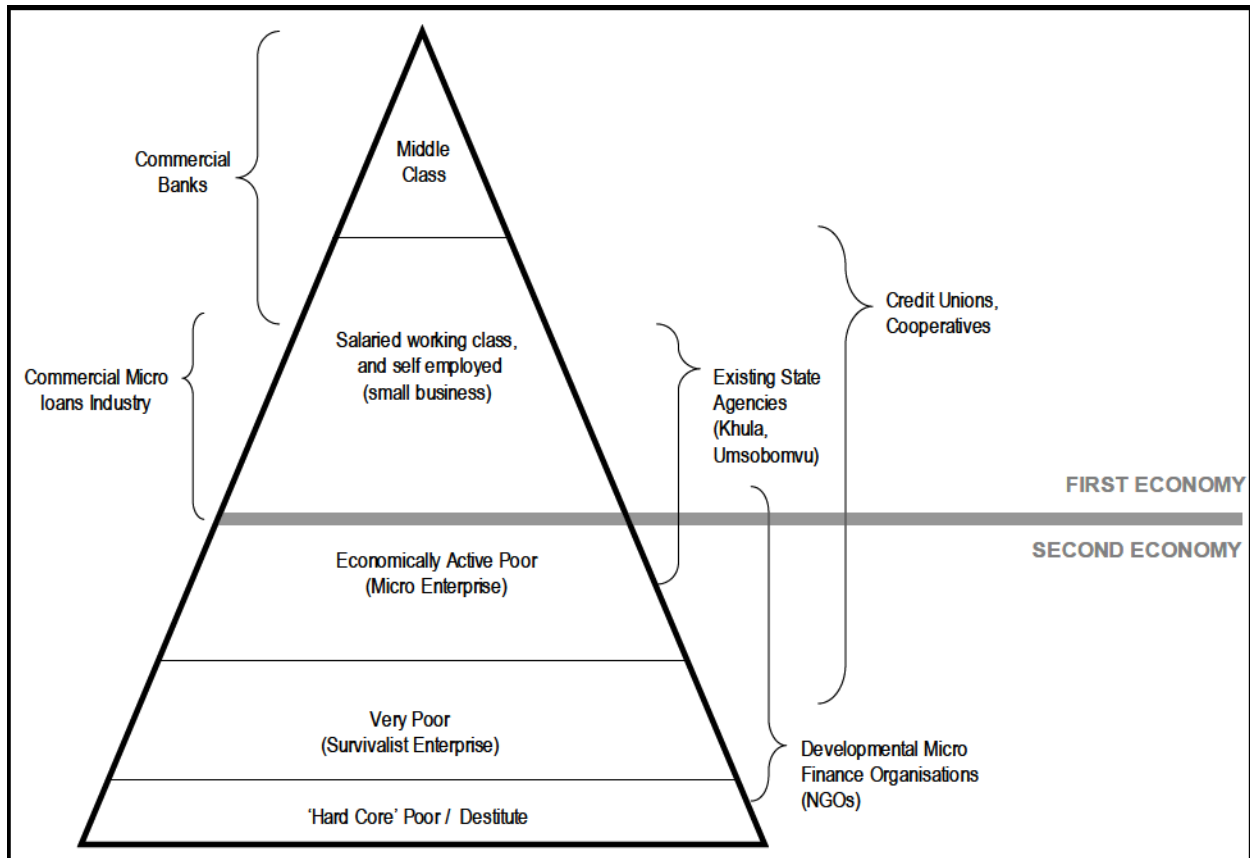 Middle
Class
Commercial
Banks
Credit Unions,
Cooperatives
Salaried working class,
and self employed
(small business)
Commercial Micro
loans Industry
Existing State
Agencies
(Khula,
Umsobomvu)
FIRST ECONOMY
SECOND ECONOMY
Economically Active Poor
(Micro Enterprise)
Very Poor
(Survivalist Enterprise)
Developmental Micro
Finance Organisations
(NGOs)
‘Hard Core’ Poor / Destitute